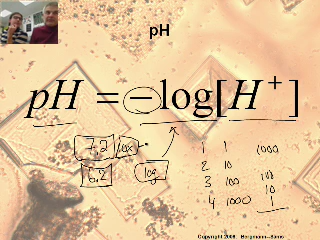 pH
pH = -log[H+]
7.2 10x
6.2 log
1 1 1000
2 10
3 100 100
10
4 1000 1
Copyright 2006, Bergmann-Sams